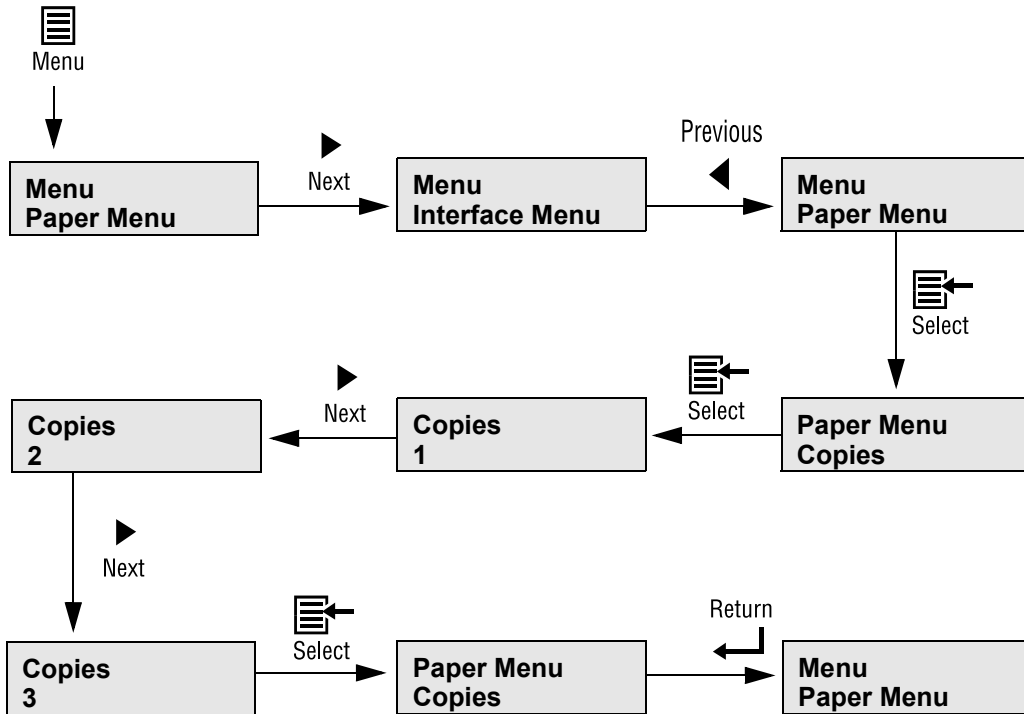 Menu
Menu
Paper Menu
Next
Menu
Interface Menu
Previous
Menu
Paper Menu
Select
Paper Menu
Copies
Select
Copies
1
Next
Copies
2
Next
Copies
3
Select
Paper Menu
Copies
Return
Menu
Paper Menu